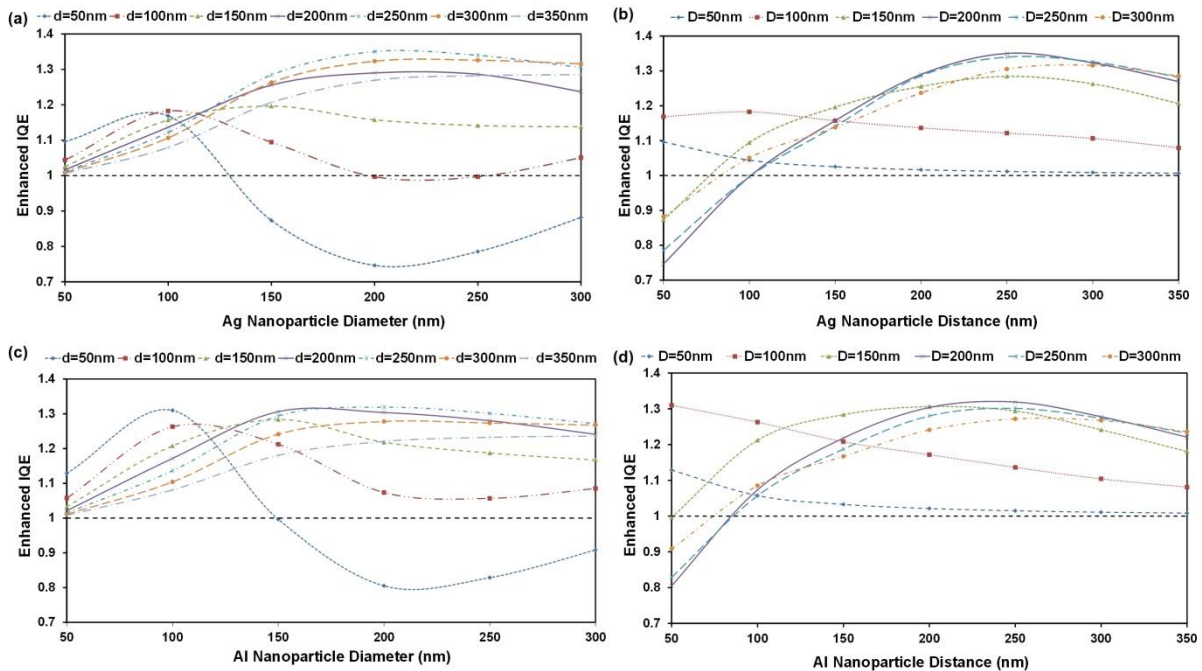 (a)
d=50nm d=100nm d=150nm d=200nm d=250nm d=300nm d=350nm
Enhanced IQE
1.4
1.3
1.2
1.1
1
0.9
0.8
0.7
50 100 150 200 250 300
Ag Nanoparticle Diameter (nm)
(b)
D=50nm D=100nm D=150nm D=200nm D=250nm D=300nm
Enhanced IQE
1.4
1.3
1.2
1.1
1
0.9
0.8
0.7
50 100 150 200 250 300 350
Ag Nanoparticle Distance (nm)
(c)
d=50nm d=100nm d=150nm d=200nm d=250nm d=300nm d=350nm
Enhanced IQE
1.4
1.3
1.2
1.1
1
0.9
0.8
0.7
50 100 150 200 250 300
Al Nanoparticle Diameter (nm)
(d)
D=50nm D=100nm D=150nm D=200nm D=250nm D=300nm
Enhanced IQE
1.4
1.3
1.2
1.1
1
0.9
0.8
0.7
50 100 150 200 250 300 350
Al Nanoparticle Distance (nm)